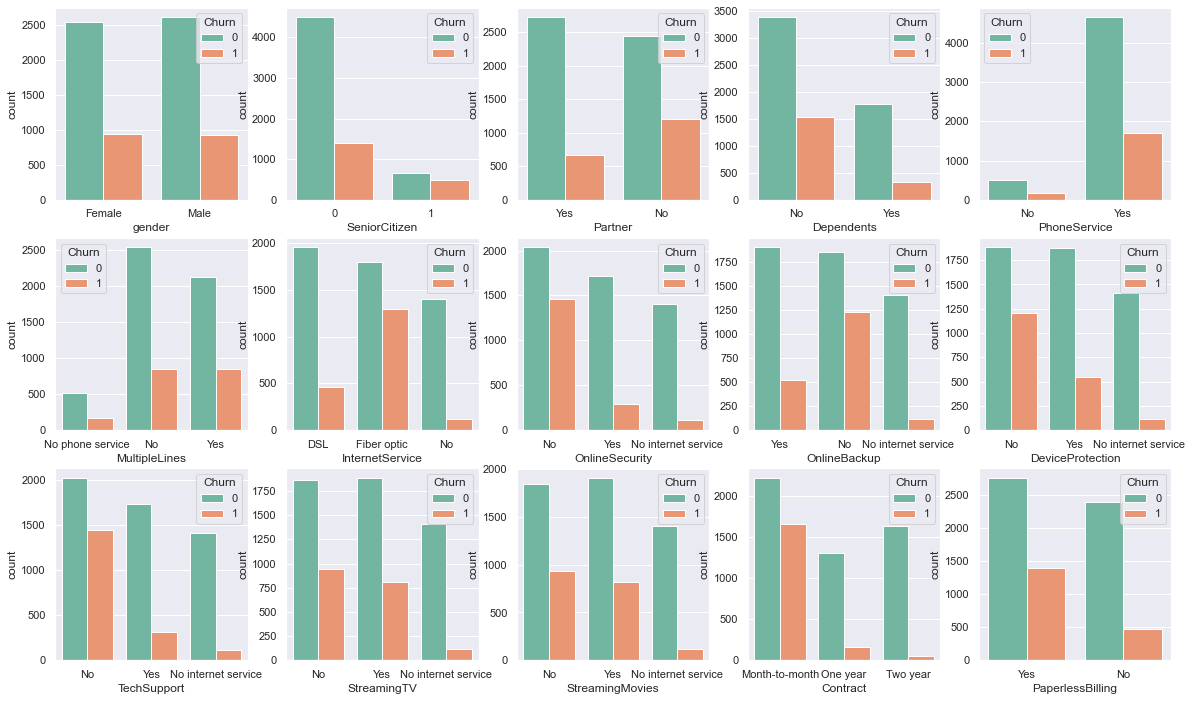 count
2500
2000
1500
1000
500
0
Churn
0
1
Female Male
gender
count
4000
3000
2000
1000
0
Churn
0
1
0 1
SeniorCitizen
count
2500
2000
1500
1000
500
0
Churn
0
1
Yes No
Partner
count
3500
3000
2500
2000
1500
1000
500
0
Churn
0
1
No Yes
Dependents
count
4000
3000
2000
1000
0
Churn
0
1
No Yes
PhoneService
count
2500
2000
1500
1000
500
0
Churn
0
1
No phone service No Yes
MultipleLines
count
2000
1500
1000
500
0
Churn
0
1
DSL Fiber optic No
InternetService
count
2000
1500
1000
500
0
Churn
0
1
No Yes No internet service
OnlineSecurity
count
1750
1500
1250
1000
750
500
250
0
Churn
0
1
Yes No No internet service
OnlineBackup
count
1750
1500
1250
1000
750
500
250
0
Churn
0
1
No Yes No internet service
DeviceProtection
count
2000
1500
1000
500
0
Churn
0
1
No Yes No internet service
TechSupport
count
1750
1500
1250
1000
750
500
250
0
Churn
0
1
No Yes No internet service
StreamingTV
count
2000
1750
1500
1250
1000
750
500
250
0
Churn
0
1
No Yes No internet service
StreamingMovies
count
2000
1500
1000
500
0
Churn
0
1
Month-to-month One year Two year
Contract
count
2500
2000
1500
1000
500
0
Churn
0
1
Yes No
PaperlessBilling